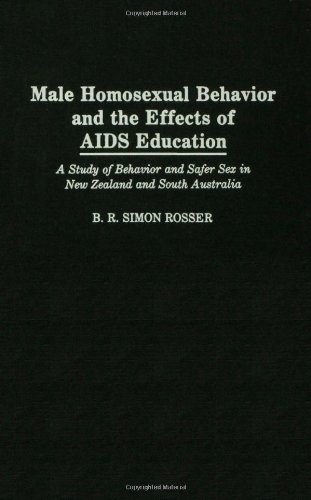 Male Homosexual Behavior
and the Effects of
AIDS Education
A Study of Behavior and Safer Sex in
New Zealand and South Australia
B. R. SIMON ROSSER